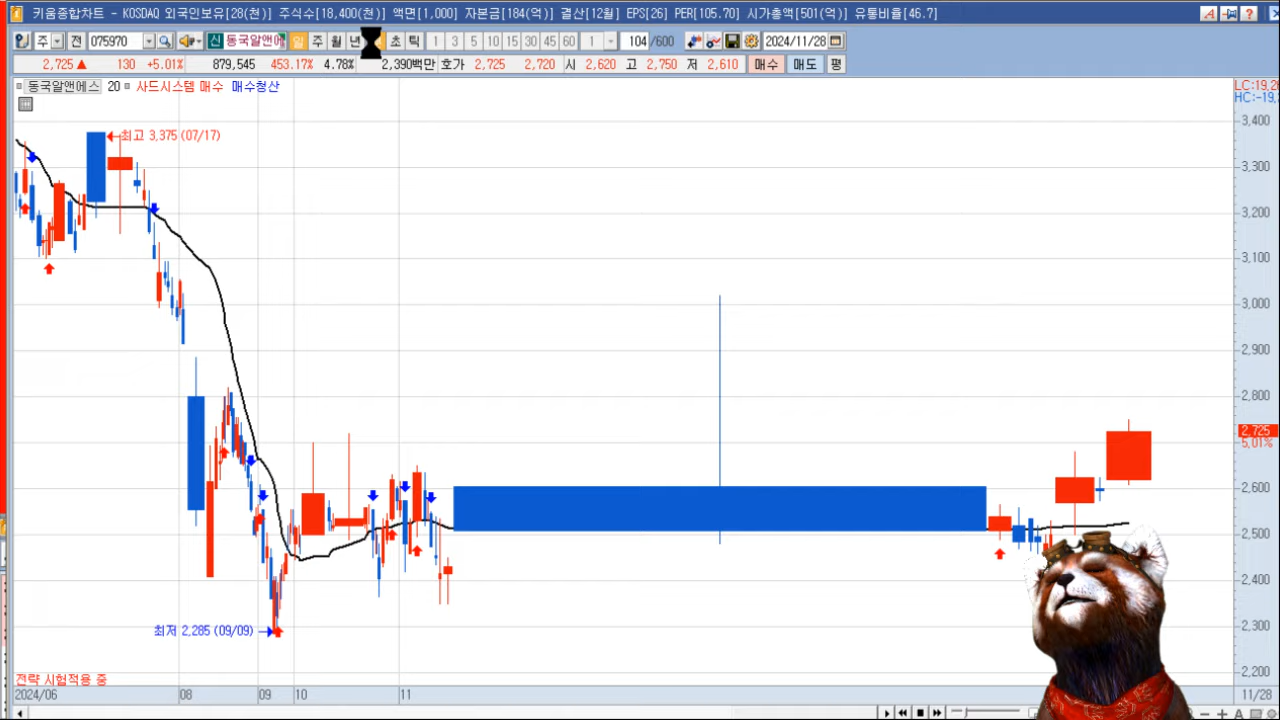 키움종합차트 - KOSDAQ 외국인보유[28(천)] 주식수[18,400(천)] 액면[1,000] 자본금[184(억)] 결산[12월] EPS[26] PER[105.70] 시가총액[501(억)] 유통비율[46.7]
주 전 075970 신 동국알앤에 일 주 월 년 초 틱 1 3 5 10 15 30 45 60 1 104 /600 2024/11/28
2,725 ▲ 130 +5.01% 879,545 453.17% 4.78% 2,390백만 호가 2,725 2,720 시 2,620 고 2,750 저 2,610 매수 매도 평
동국알앤에스 20 사드시스템 매수 매수청산
LC:19,2
HC:-19,
최고 3,375 (07/17)
3,400
3,300
3,200
3,100
3,000
2,900
2,800
2,725
5.01%
2,600
2,500
2,400
2,300
2,200
최저 2,285 (09/09)
전략 시험적용 중
2024/06 08 09 10 11 11/28